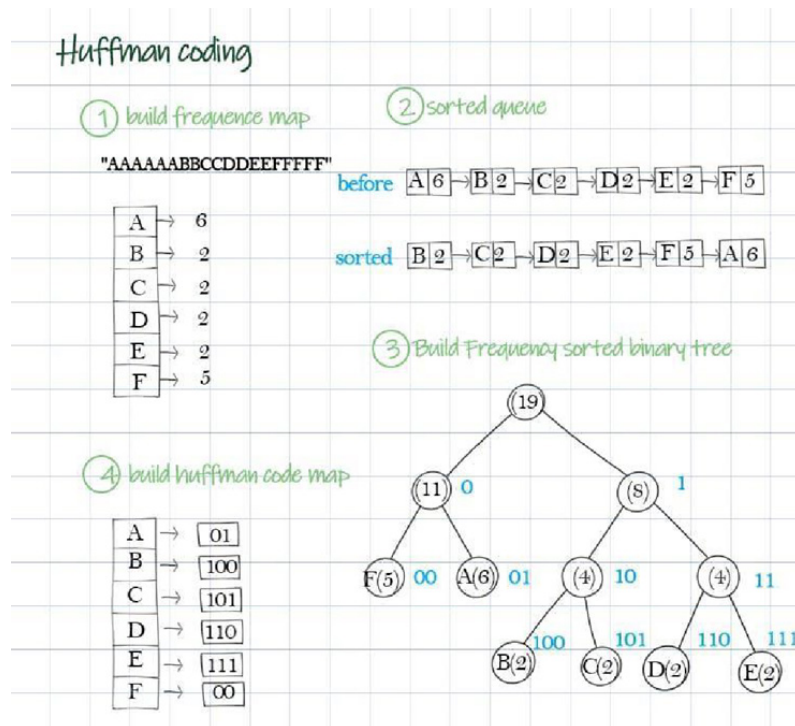 Huffman coding
1 build frequence map
"AAAAAABBCCDDEEFFFFF"
A → 6
B → 2
C → 2
D → 2
E → 2
F → 5
2 sorted queue
before A 6 → B 2 → C 2 → D 2 → E 2 → F 5
sorted B 2 → C 2 → D 2 → E 2 → F 5 → A 6
3 Build Frequency sorted binary tree
(19)
(11) 0 (8) 1
F(5) 00 A(6) 01 (4) 10 (4) 11
B(2) 100 C(2) 101 D(2) 110 E(2) 111
4 build huffman code map
A → 01
B → 100
C → 101
D → 110
E → 111
F → 00